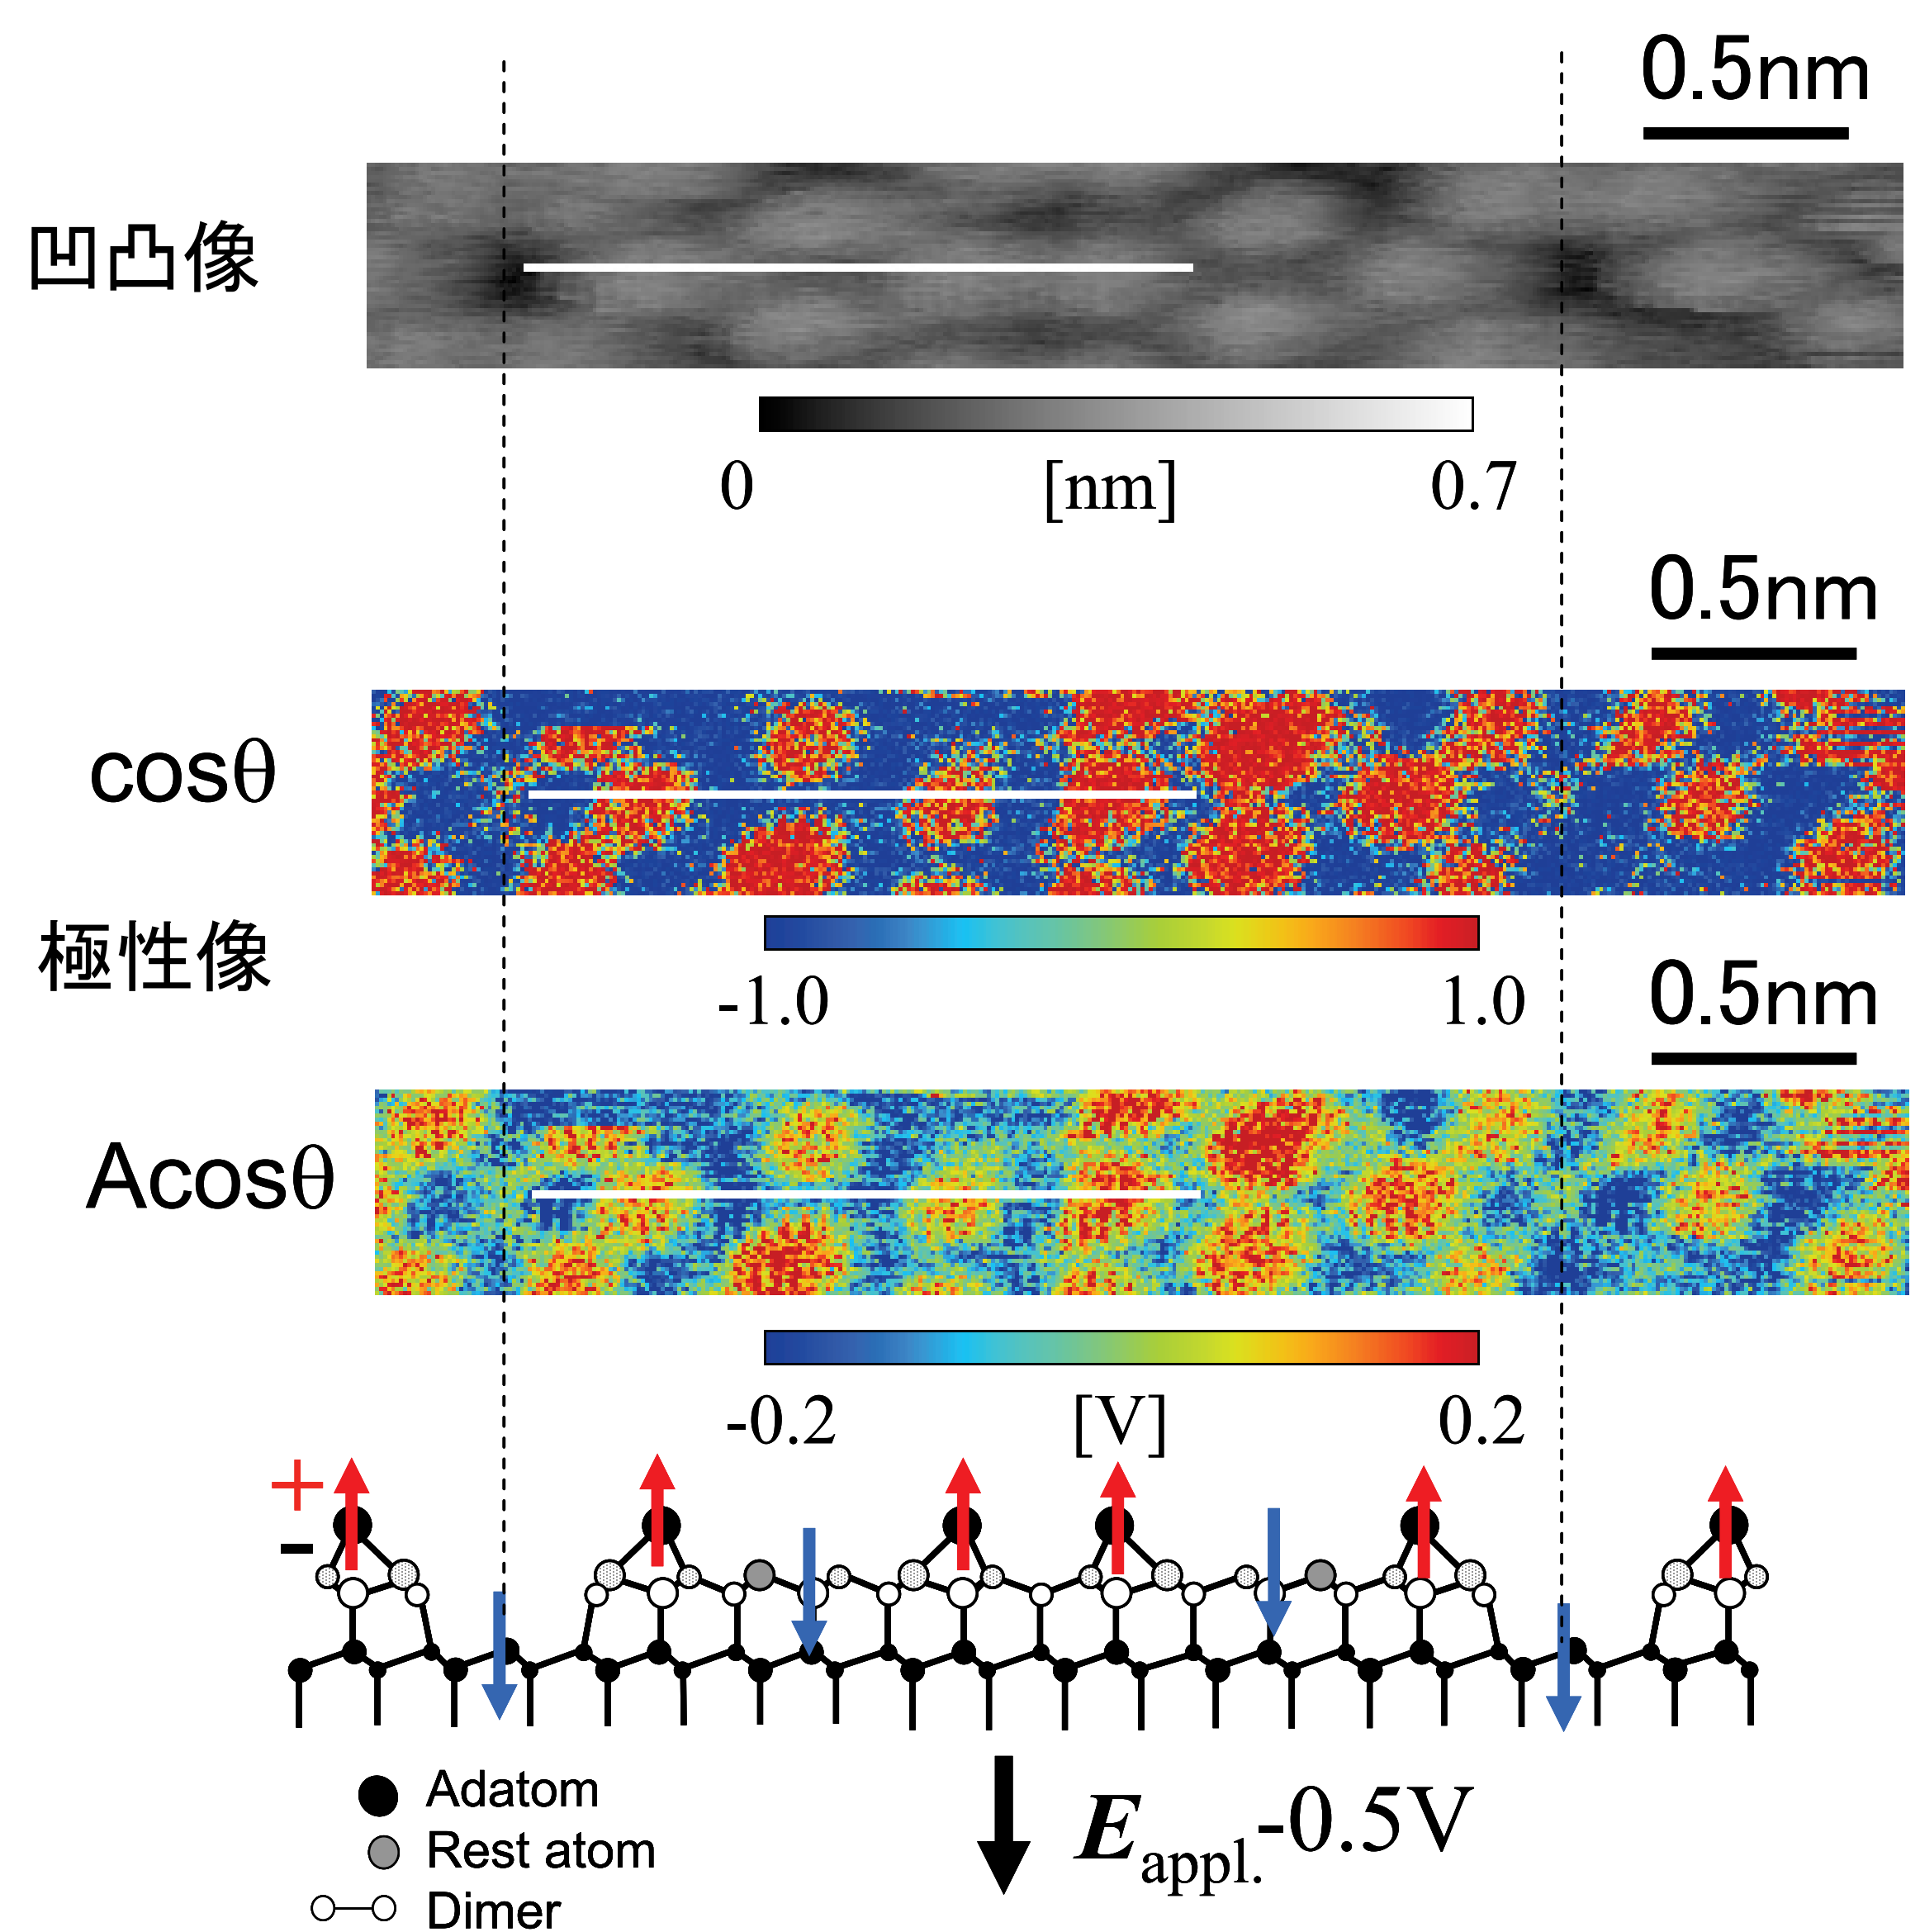 0.5nm
凹凸像
0 [nm] 0.7
0.5nm
cosθ
極性像
-1.0 1.0
0.5nm
Acosθ
-0.2 [V] 0.2
+
-
Adatom
Rest atom
Dimer
Eappl.-0.5V